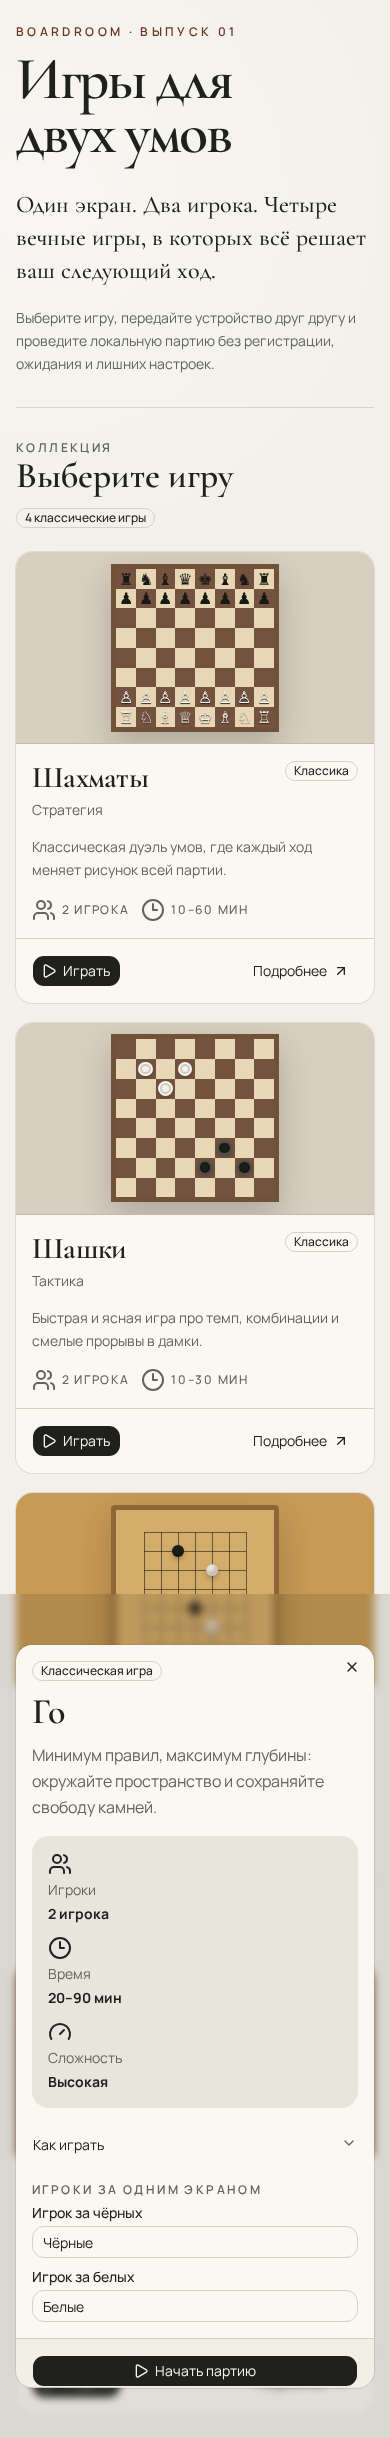 BOARDROOM · ВЫПУСК 01
Игры для
двух умов
Один экран. Два игрока. Четыре
вечные игры, в которых всё решает
ваш следующий ход.
Выберите игру, передайте устройство друг другу и
проведите локальную партию без регистрации,
ожидания и лишних настроек.
КОЛЛЕКЦИЯ
Выберите игру
4 классические игры
Шахматы
Классика
Стратегия
Классическая дуэль умов, где каждый ход
меняет рисунок всей партии.
2 ИГРОКА 10–60 МИН
Играть Подробнее
Шашки
Классика
Тактика
Быстрая и ясная игра про темп, комбинации и
смелые прорывы в дамки.
2 ИГРОКА 10–30 МИН
Играть Подробнее
Классическая игра
Го
Минимум правил, максимум глубины:
окружайте пространство и сохраняйте
свободу камней.
Игроки
2 игрока
Время
20–90 мин
Сложность
Высокая
Как играть
ИГРОКИ ЗА ОДНИМ ЭКРАНОМ
Игрок за чёрных
Чёрные
Игрок за белых
Белые
Начать партию